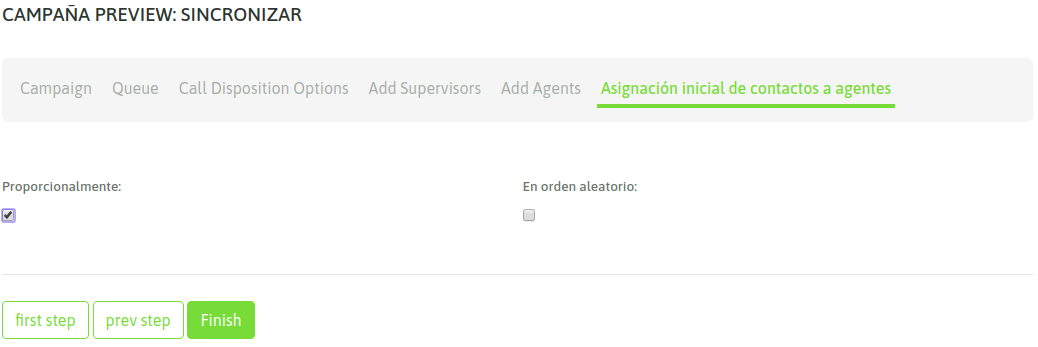 CAMPAÑA PREVIEW: SINCRONIZAR
Campaign Queue Call Disposition Options Add Supervisors Add Agents Asignación inicial de contactos a agentes
Proporcionalmente: En orden aleatorio:
first step prev step Finish